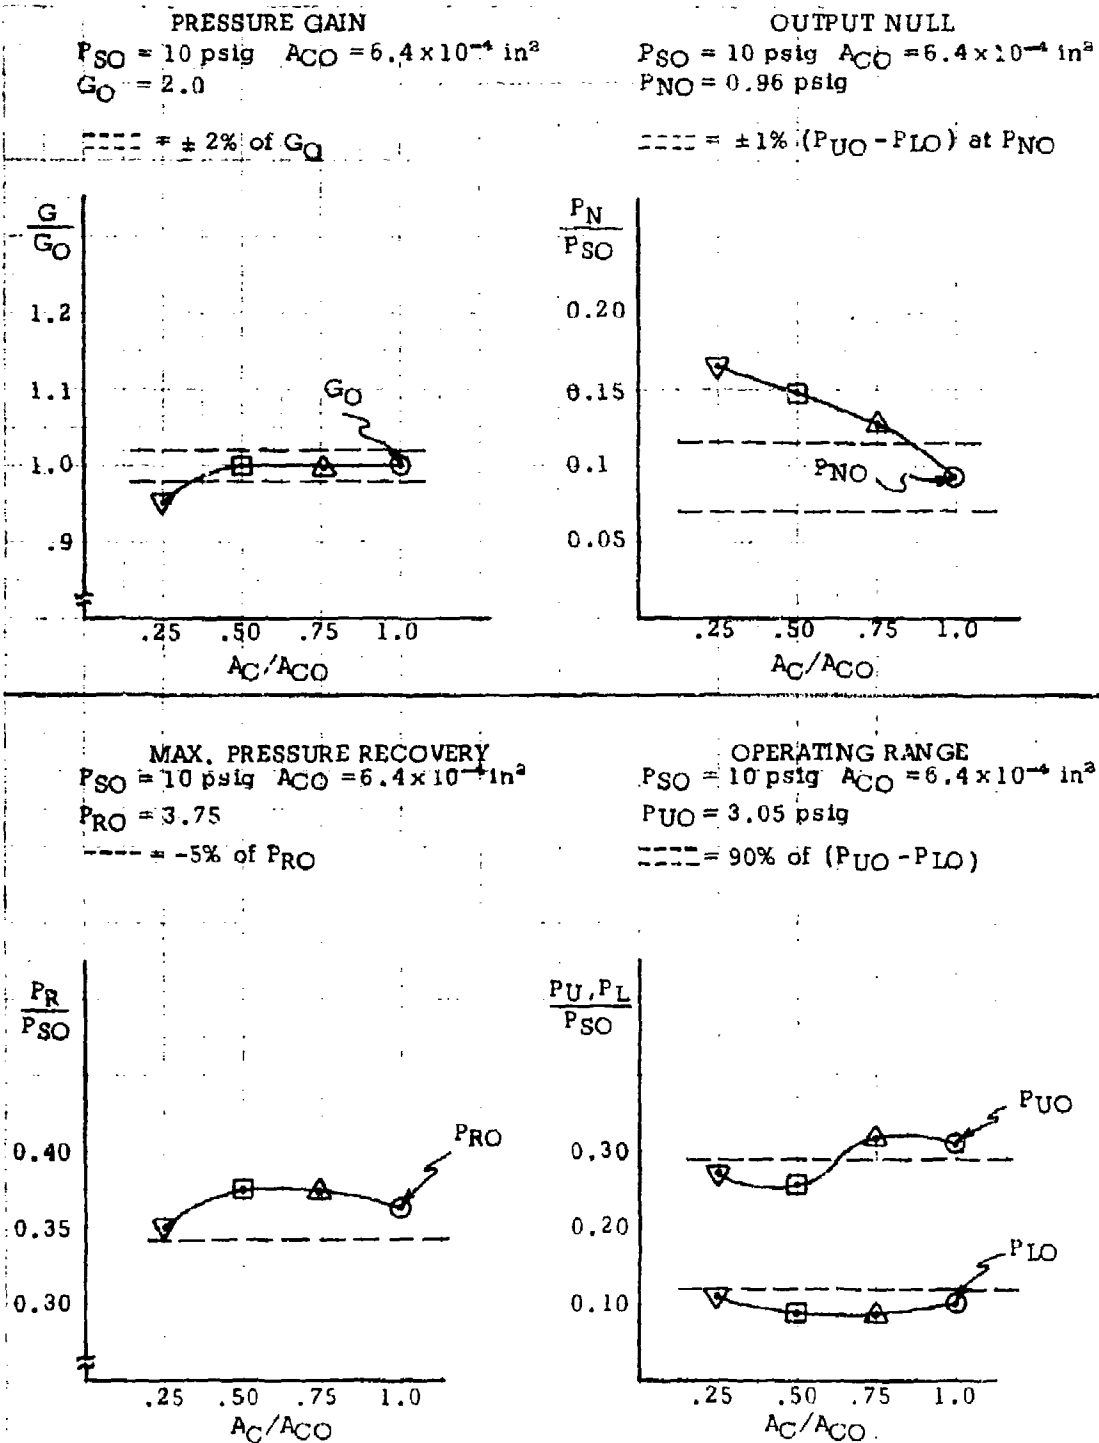 PRESSURE GAIN
PSO = 10 psig ACO = 6.4 x 10⁻⁴ in²
GO = 2.0
= ± 2% of GO
G
GO
1.2
1.1
1.0
.9
GO
.25 .50 .75 1.0
AC/ACO
OUTPUT NULL
PSO = 10 psig ACO = 6.4 x 10⁻⁴ in²
PNO = 0.96 psig
= ±1% (PUO - PLO) at PNO
PN
PSO
0.20
0.15
0.1
0.05
PNO
.25 .50 .75 1.0
AC/ACO
MAX. PRESSURE RECOVERY
PSO = 10 psig ACO = 6.4 x 10⁻⁴ in²
PRO = 3.75
= -5% of PRO
PR
PSO
0.40
0.35
0.30
PRO
.25 .50 .75 1.0
AC/ACO
OPERATING RANGE
PSO = 10 psig ACO = 6.4 x 10⁻⁴ in²
PUO = 3.05 psig
= 90% of (PUO - PLO)
PU, PL
PSO
0.30
0.20
0.10
PUO
PLO
.25 .50 .75 1.0
AC/ACO